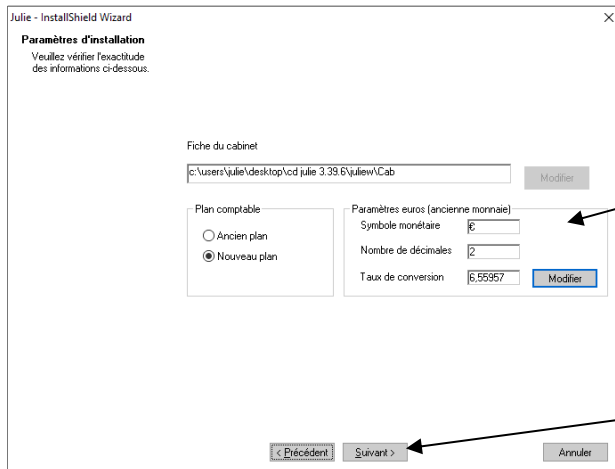 Julie - InstallShield Wizard
Paramètres d'installation
Veuillez vérifier l'exactitude
des informations ci-dessous.
Fiche du cabinet
c:\users\julie\desktop\cd julie 3.39.6\juliew\Cab
Modifier
Plan comptable
Ancien plan
Nouveau plan
Paramètres euros (ancienne monnaie)
Symbole monétaire
€
Nombre de décimales
2
Taux de conversion
6,55957
Modifier
< Précédent
Suivant >
Annuler